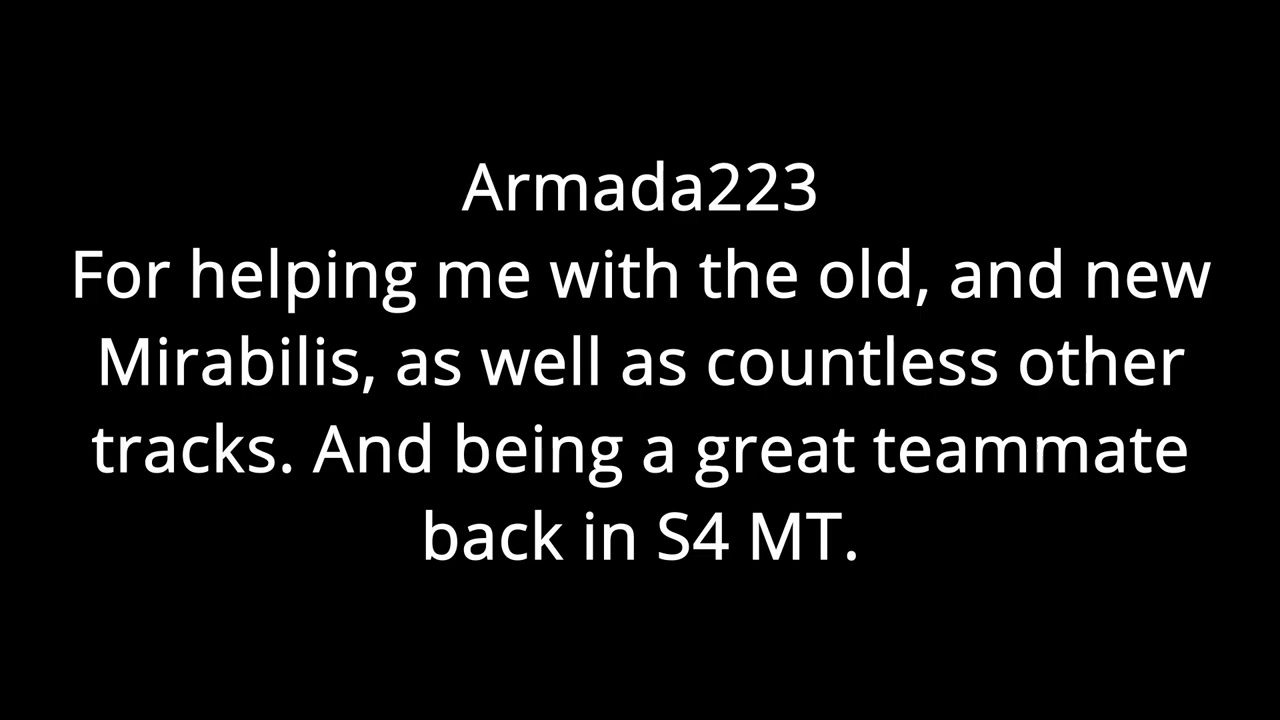 Armada223
For helping me with the old, and new
Mirabilis, as well as countless other
tracks. And being a great teammate
back in S4 MT.